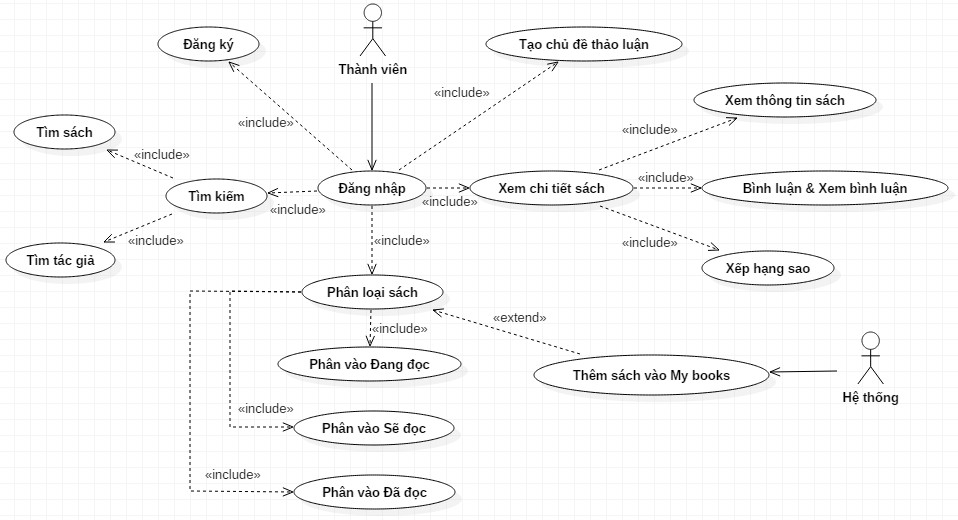 Đăng ký
Thành viên
Tạo chủ đề thảo luận
«include»
«include»
Xem thông tin sách
Tìm sách
«include»
«include»
Tìm kiếm
«include»
Đăng nhập
«include»
Xem chi tiết sách
«include»
Bình luận & Xem bình luận
Tìm tác giả
«include»
«include»
«include»
Xếp hạng sao
Phân loại sách
«include»
«extend»
Phân vào Đang đọc
Thêm sách vào My books
Hệ thống
«include»
Phân vào Sẽ đọc
«include»
Phân vào Đã đọc